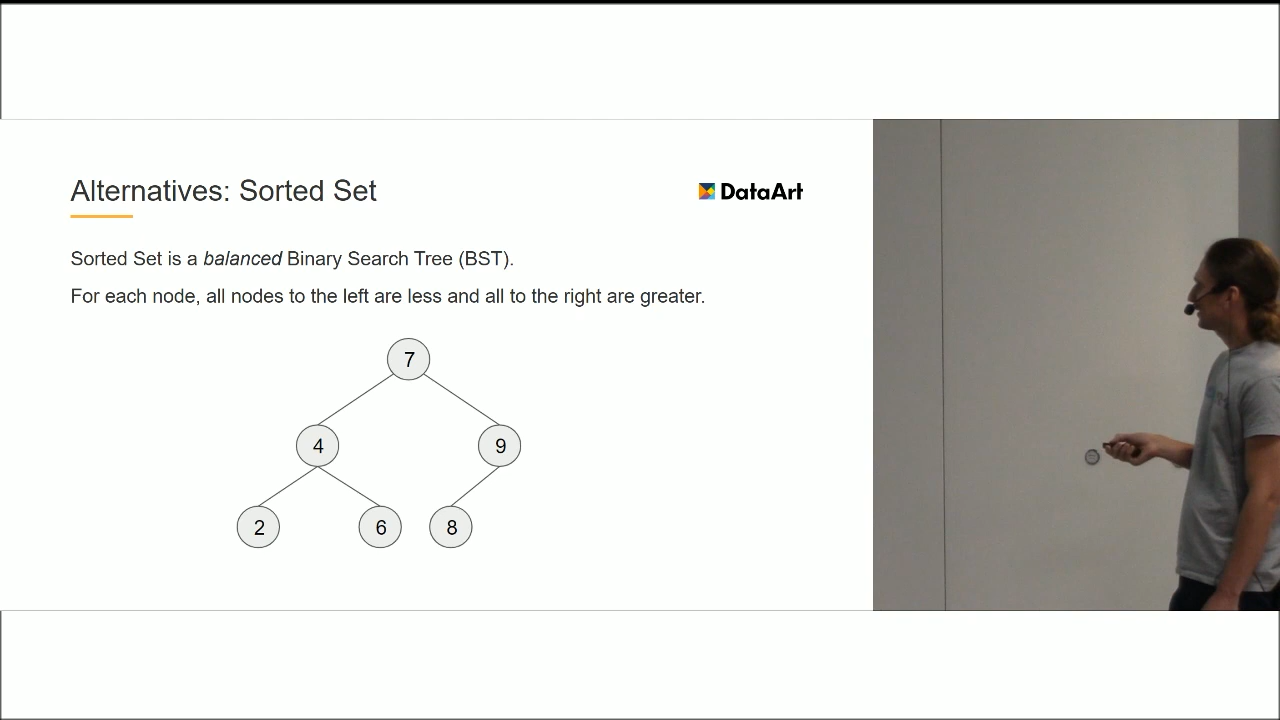 Alternatives: Sorted Set
DataArt
Sorted Set is a balanced Binary Search Tree (BST).
For each node, all nodes to the left are less and all to the right are greater.
7
4
9
2
6
8